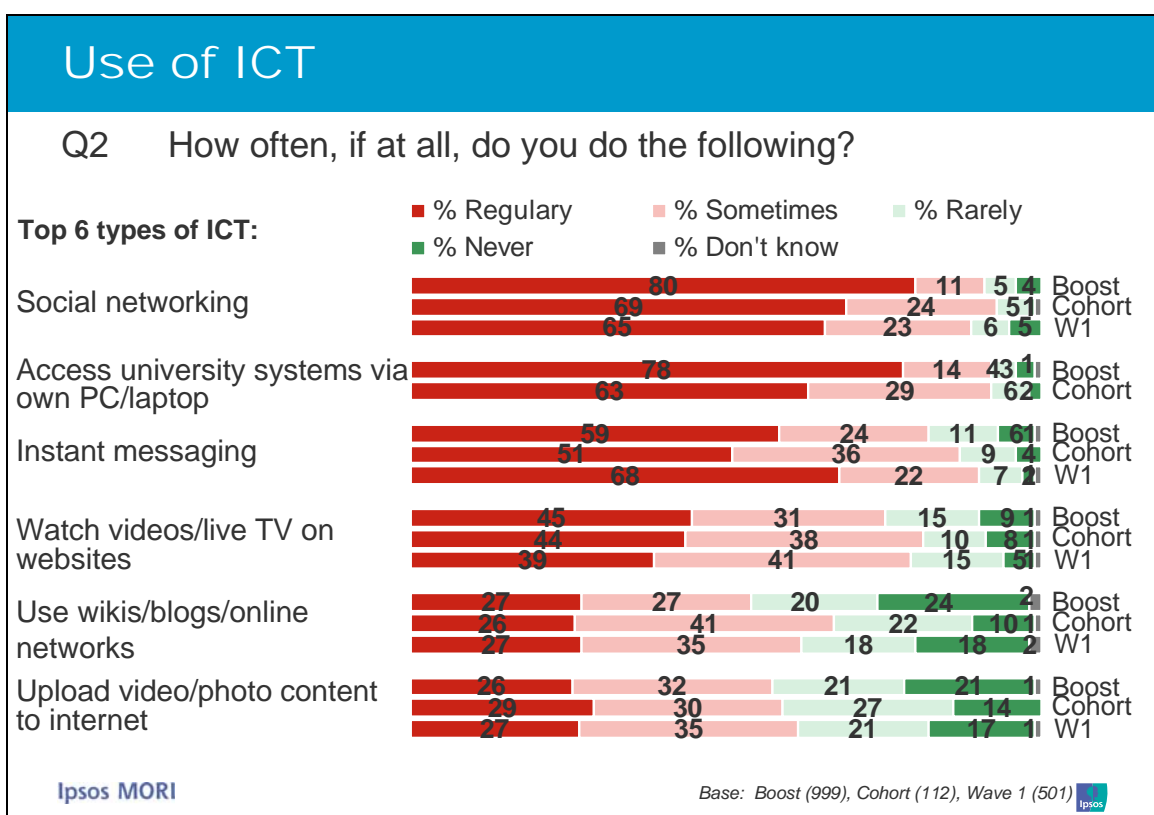 Use of ICT
Q2 How often, if at all, do you do the following?
Top 6 types of ICT:
% Regulary % Sometimes % Rarely
% Never % Don't know
Social networking
80 11 5 4 Boost
69 24 5 1 Cohort
65 23 6 5 W1
Access university systems via
own PC/laptop
78 14 4 3 1 Boost
63 29 6 2 Cohort
Instant messaging
59 24 11 6 1 Boost
51 36 9 4 Cohort
68 22 7 1 W1
Watch videos/live TV on
websites
45 31 15 9 1 Boost
44 38 10 8 1 Cohort
39 41 15 5 1 W1
Use wikis/blogs/online
networks
27 27 20 24 2 Boost
26 41 22 10 1 Cohort
27 35 18 18 2 W1
Upload video/photo content
to internet
26 32 21 21 1 Boost
29 30 27 14 Cohort
27 35 21 17 1 W1
Ipsos MORI
Base: Boost (999), Cohort (112), Wave 1 (501)
Ipsos